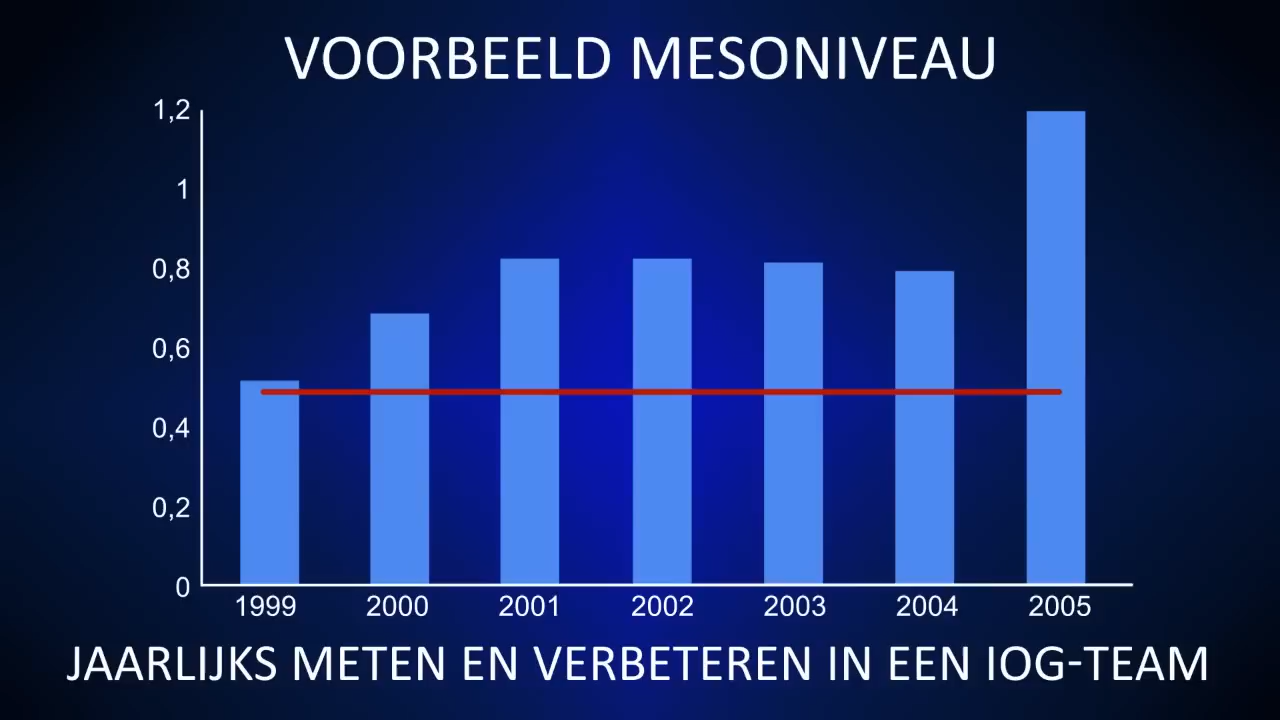 VOORBEELD MESONIVEAU
1,2
1
0,8
0,6
0,4
0,2
0
1999 2000 2001 2002 2003 2004 2005
JAARLIJKS METEN EN VERBETEREN IN EEN IOG-TEAM